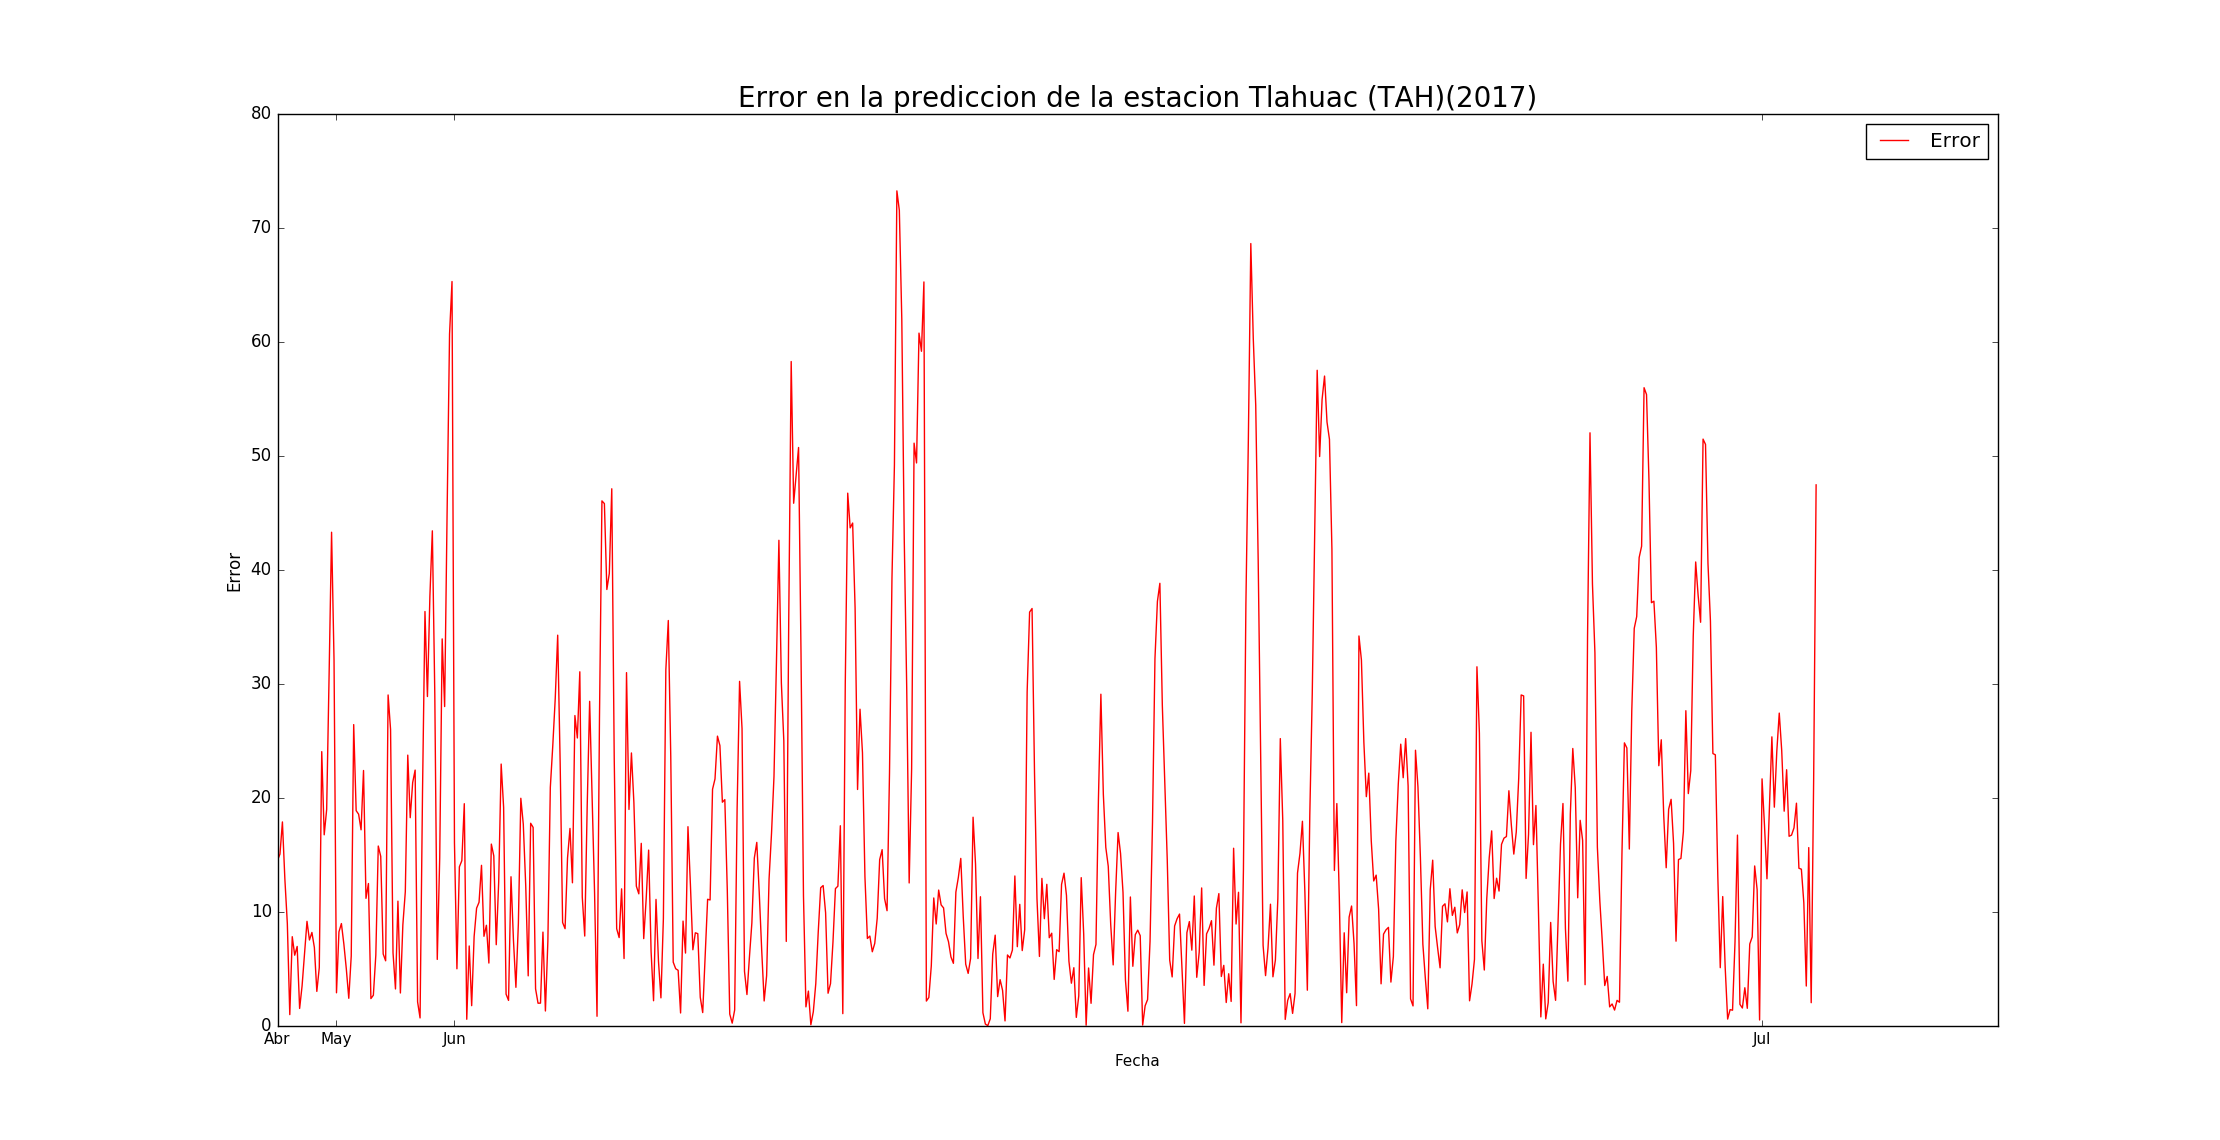 Error en la prediccion de la estacion Tlahuac (TAH)(2017)
80
70
60
50
40
30
20
10
0
Error
Error
Abr May Jun Jul
Fecha